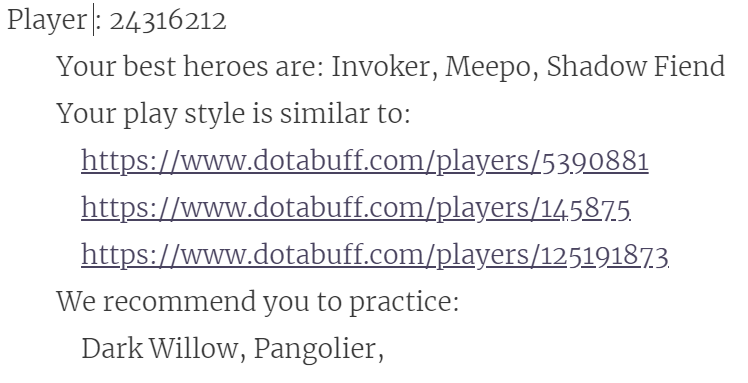 Player : 24316212
Your best heroes are: Invoker, Meepo, Shadow Fiend
Your play style is similar to:
https://www.dotabuff.com/players/5390881
https://www.dotabuff.com/players/145875
https://www.dotabuff.com/players/125191873
We recommend you to practice:
Dark Willow, Pangolier,